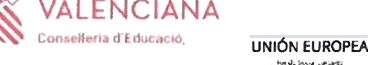 VALENCIANA
Conselleria d'Educació,
UNIÓN EUROPEA